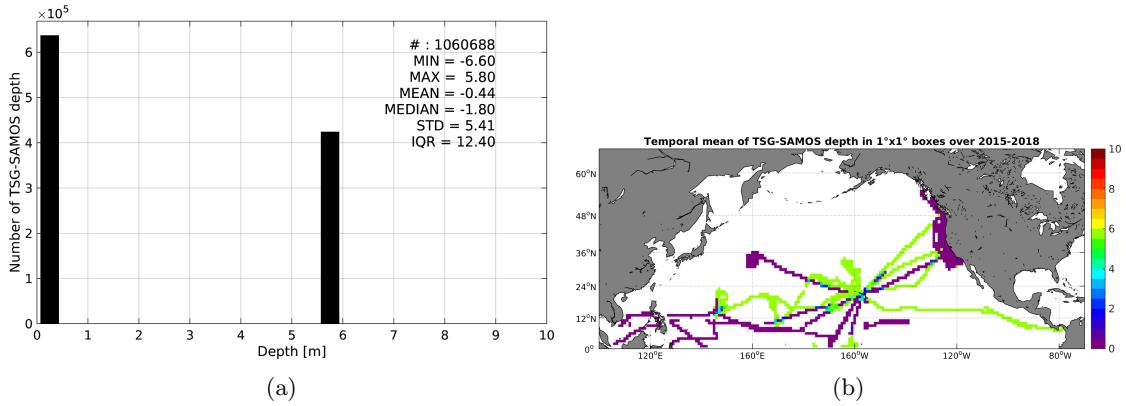 ×10⁵
# : 1060688
MIN = -6.60
MAX = 5.80
MEAN = -0.44
MEDIAN = -1.80
STD = 5.41
IQR = 12.40
Number of TSG-SAMOS depth
6
5
4
3
2
1
0
0 1 2 3 4 5 6 7 8 9 10
Depth [m]
(a)
Temporal mean of TSG-SAMOS depth in 1°x1° boxes over 2015-2018
60°N
48°N
36°N
24°N
12°N
0°
120°E 160°E 160°W 120°W 80°W
10
8
6
4
2
0
(b)